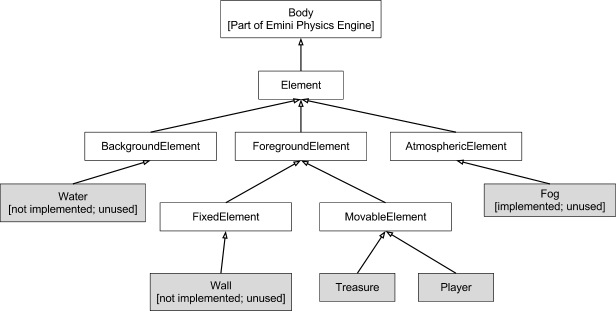 Body
[Part of Emini Physics Engine]
Element
BackgroundElement
ForegroundElement
AtmosphericElement
Water
[not implemented; unused]
FixedElement
MovableElement
Fog
[implemented; unused]
Wall
[not implemented; unused]
Treasure
Player